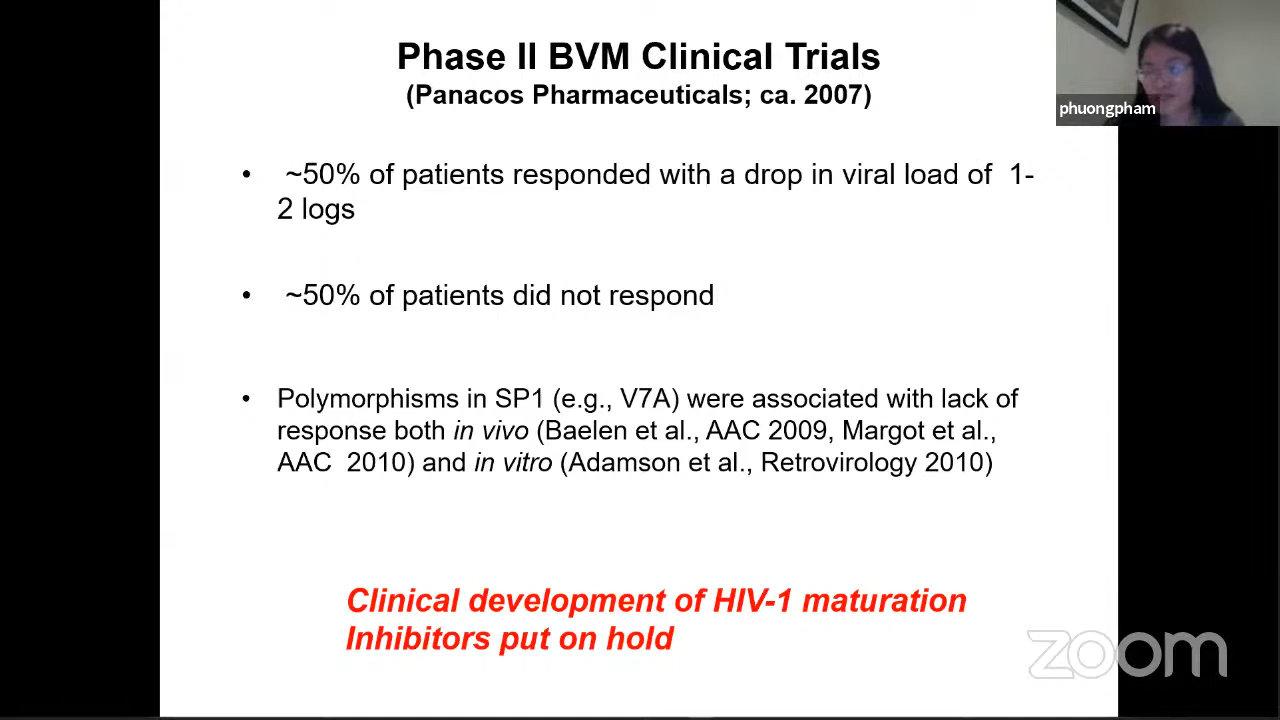 Phase II BVM Clinical Trials
(Panacos Pharmaceuticals; ca. 2007)
phuongpham
• ~50% of patients responded with a drop in viral load of 1-
2 logs
• ~50% of patients did not respond
• Polymorphisms in SP1 (e.g., V7A) were associated with lack of
response both in vivo (Baelen et al., AAC 2009, Margot et al.,
AAC 2010) and in vitro (Adamson et al., Retrovirology 2010)
Clinical development of HIV-1 maturation
Inhibitors put on hold
zoom